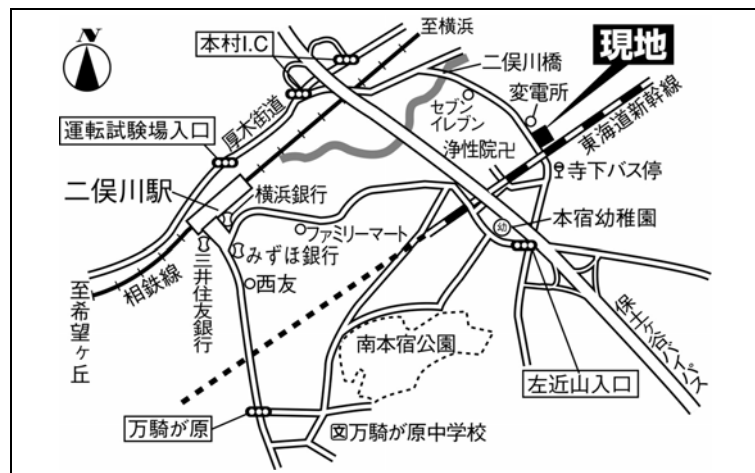 至横浜
本村I.C
二俣川橋
現地
N
セブン
イレブン
変電所
厚木街道
東海道新幹線
運転試験場入口
浄性院卍
寺下バス停
二俣川駅
横浜銀行
ファミリーマート
幼
本宿幼稚園
みずほ銀行
三井住友銀行
西友
相鉄線
至希望ヶ丘
保土ヶ谷バイパス
南本宿公園
左近山入口
万騎が原
文万騎が原中学校